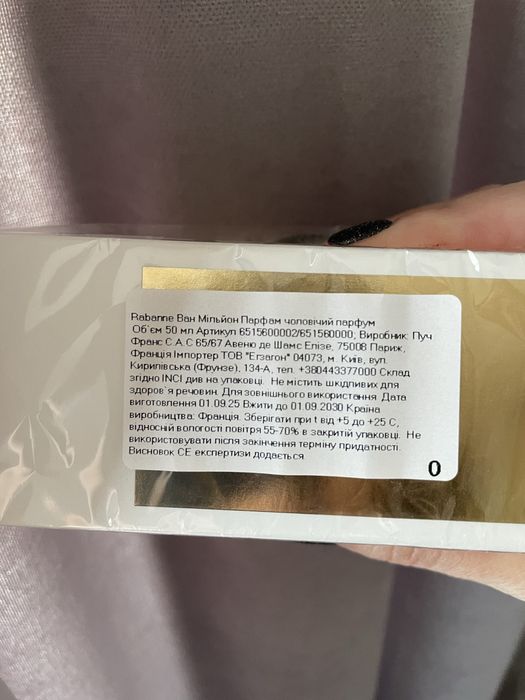 Rabanne Ван Мільйон Парфам чоловічий парфум
Об'єм 50 мл Артикул 6515600002/651560000; Виробник: Пуч
Франс С.А.С 65/67 Авеню де Шамс Елізе, 75008 Париж,
Франція Імпортер ТОВ "Егзагон" 04073, м. Київ, вул.
Кирилівська (Фрунзе), 134-А, тел. +380443377000 Склад
згідно INCI див на упаковці. Не містить шкідливих для
здоров'я речовин. Для зовнішнього використання Дата
виготовлення 01.09.25 Вжити до 01.09.2030 Країна
виробництва: Франція. Зберігати при t від +5 до +25 С,
відносній вологості повітря 55-70% в закритій упаковці. Не
використовувати після закінчення терміну придатності.
Висновок СЕ експертизи додається
0